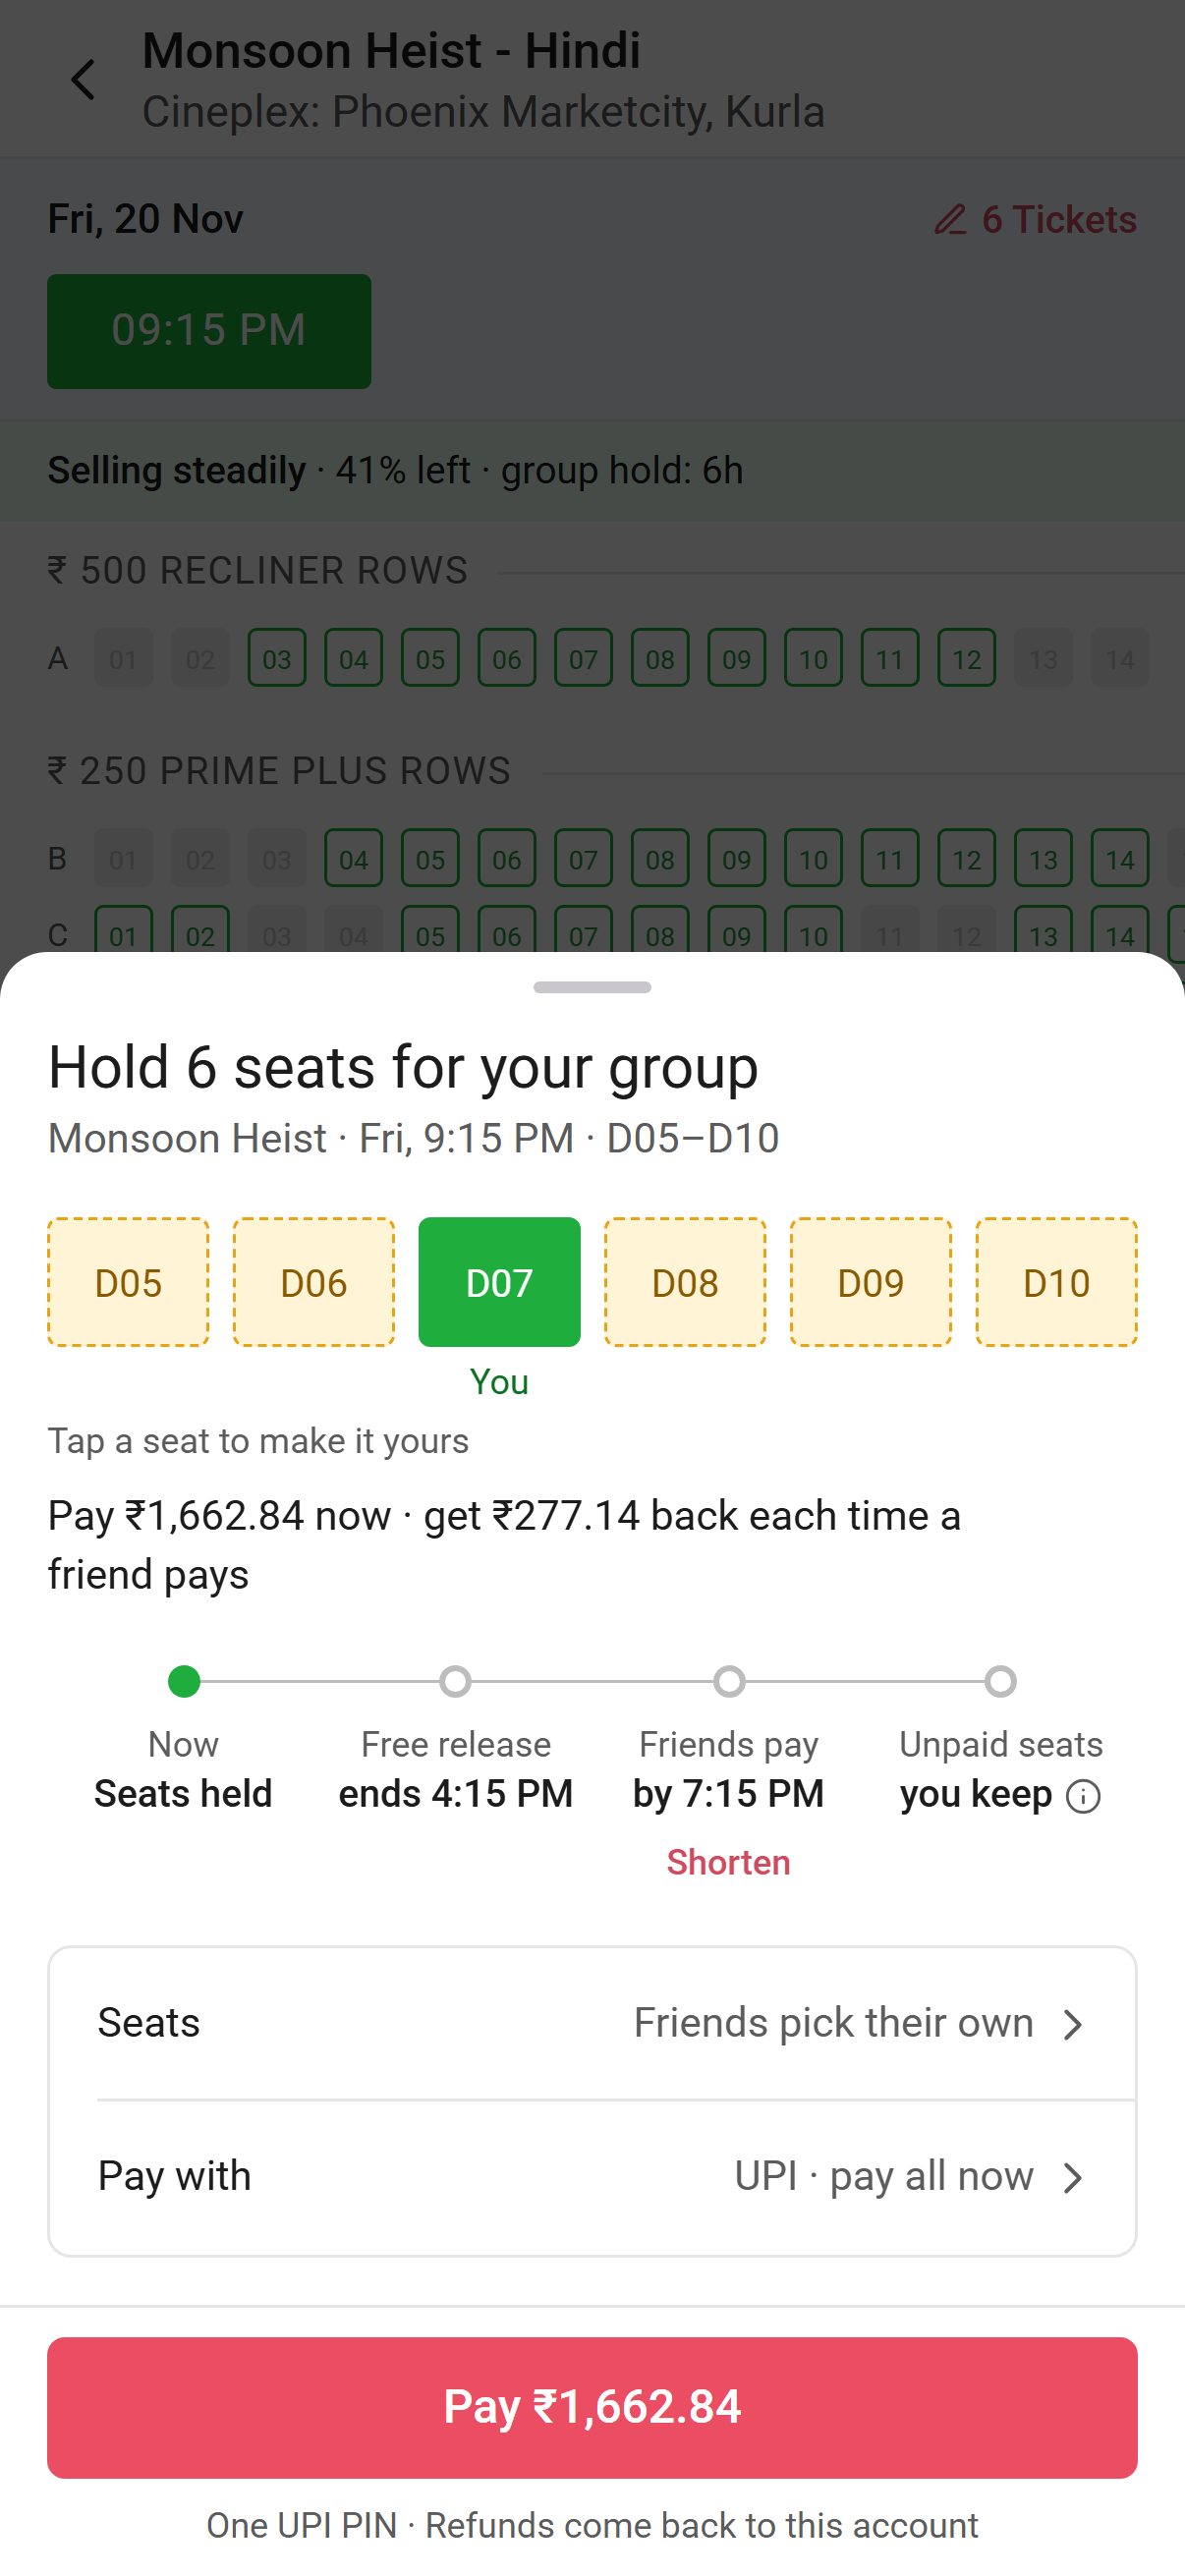 Monsoon Heist - Hindi
Cineplex: Phoenix Marketcity, Kurla
Fri, 20 Nov
6 Tickets
09:15 PM
Selling steadily · 41% left · group hold: 6h
₹ 500 RECLINER ROWS
A 01 02 03 04 05 06 07 08 09 10 11 12 13 14
₹ 250 PRIME PLUS ROWS
B 01 02 03 04 05 06 07 08 09 10 11 12 13 14
C 01 02 03 04 05 06 07 08 09 10 11 12 13 14
Hold 6 seats for your group
Monsoon Heist · Fri, 9:15 PM · D05–D10
D05 D06 D07 D08 D09 D10
You
Tap a seat to make it yours
Pay ₹1,662.84 now · get ₹277.14 back each time a
friend pays
Now Free release Friends pay Unpaid seats
Seats held ends 4:15 PM by 7:15 PM you keep
Shorten
Seats Friends pick their own
Pay with UPI · pay all now
Pay ₹1,662.84
One UPI PIN · Refunds come back to this account